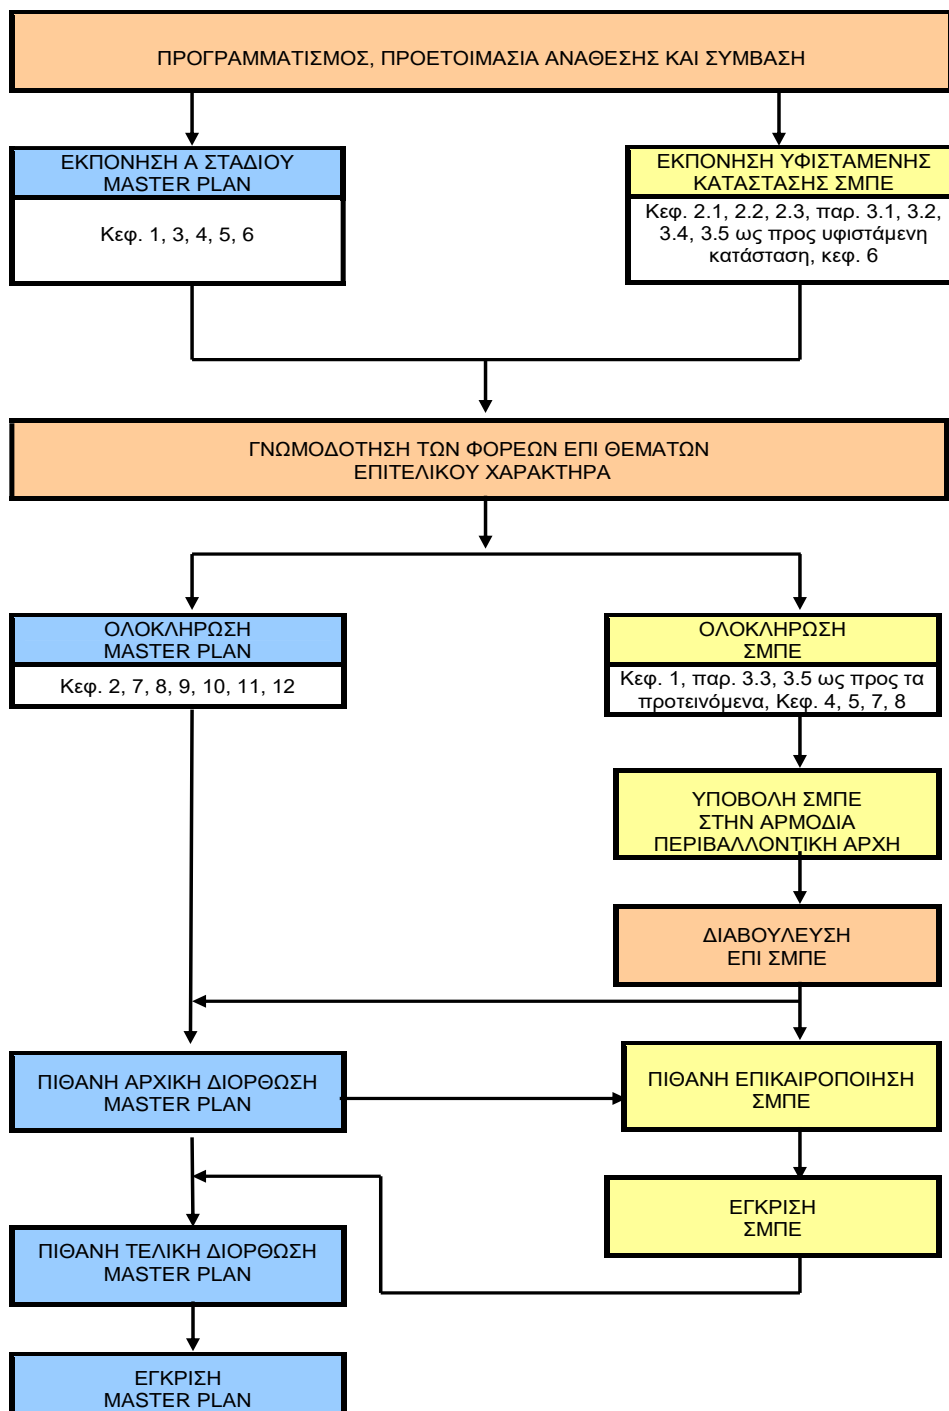 ΠΡΟΓΡΑΜΜΑΤΙΣΜΟΣ, ΠΡΟΕΤΟΙΜΑΣΙΑ ΑΝΑΘΕΣΗΣ ΚΑΙ ΣΥΜΒΑΣΗ
ΕΚΠΟΝΗΣΗ Α ΣΤΑΔΙΟΥ
MASTER PLAN
Κεφ. 1, 3, 4, 5, 6
ΕΚΠΟΝΗΣΗ ΥΦΙΣΤΑΜΕΝΗΣ
ΚΑΤΑΣΤΑΣΗΣ ΣΜΠΕ
Κεφ. 2.1, 2.2, 2.3, παρ. 3.1, 3.2,
3.4, 3.5 ως προς υφιστάμενη
κατάσταση, κεφ. 6
ΓΝΩΜΟΔΟΤΗΣΗ ΤΩΝ ΦΟΡΕΩΝ ΕΠΙ ΘΕΜΑΤΩΝ
ΕΠΙΤΕΛΙΚΟΥ ΧΑΡΑΚΤΗΡΑ
ΟΛΟΚΛΗΡΩΣΗ
MASTER PLAN
Κεφ. 2, 7, 8, 9, 10, 11, 12
ΟΛΟΚΛΗΡΩΣΗ
ΣΜΠΕ
Κεφ. 1, παρ. 3.3, 3.5 ως προς τα
προτεινόμενα, Κεφ. 4, 5, 7, 8
ΥΠΟΒΟΛΗ ΣΜΠΕ
ΣΤΗΝ ΑΡΜΟΔΙΑ
ΠΕΡΙΒΑΛΛΟΝΤΙΚΗ ΑΡΧΗ
ΔΙΑΒΟΥΛΕΥΣΗ
ΕΠΙ ΣΜΠΕ
ΠΙΘΑΝΗ ΑΡΧΙΚΗ ΔΙΟΡΘΩΣΗ
MASTER PLAN
ΠΙΘΑΝΗ ΕΠΙΚΑΙΡΟΠΟΙΗΣΗ
ΣΜΠΕ
ΕΓΚΡΙΣΗ
ΣΜΠΕ
ΠΙΘΑΝΗ ΤΕΛΙΚΗ ΔΙΟΡΘΩΣΗ
MASTER PLAN
ΕΓΚΡΙΣΗ
MASTER PLAN